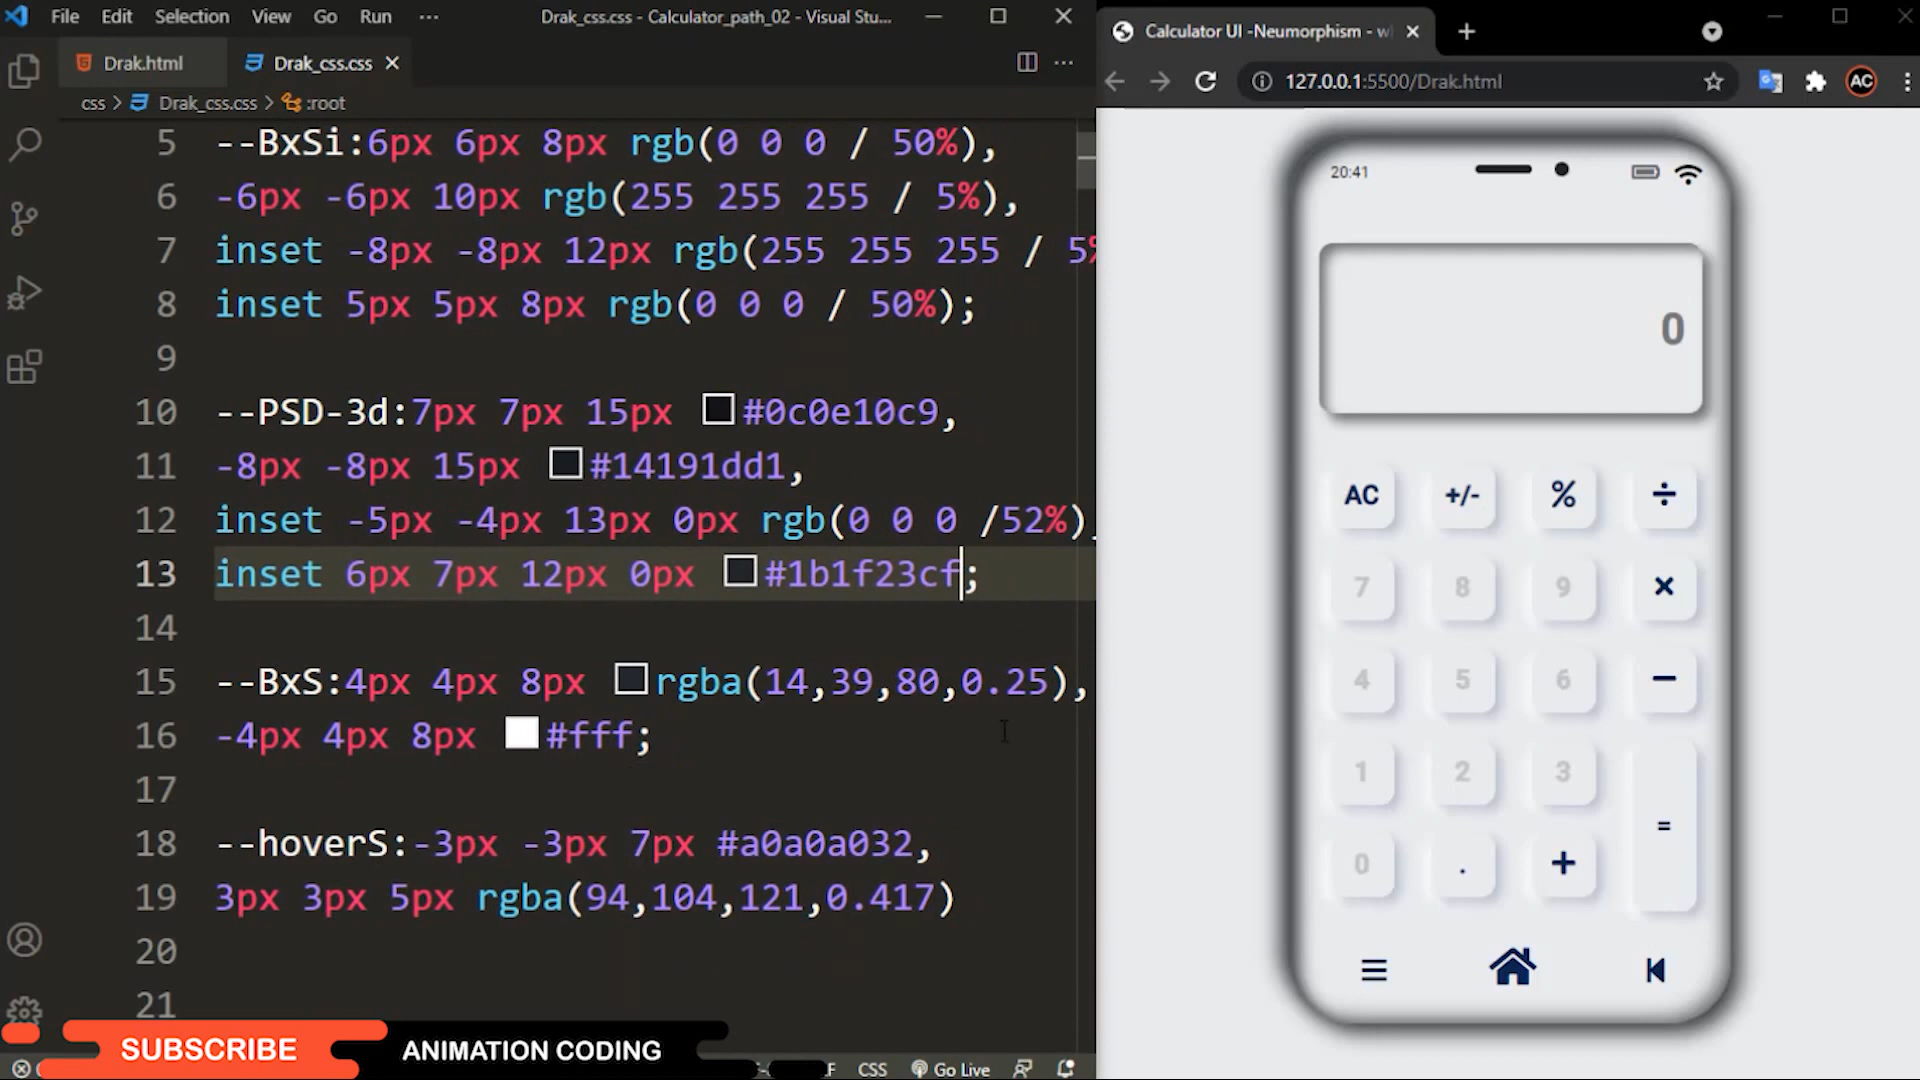 File Edit Selection View Go Run ··· Drak_css.css - Calculator_path_02 - Visual Stu...
Drak.html Drak_css.css
css > Drak_css.css > :root
5 --BxSi:6px 6px 8px rgb(0 0 0 / 50%),
6 -6px -6px 10px rgb(255 255 255 / 5%),
7 inset -8px -8px 12px rgb(255 255 255 / 5%
8 inset 5px 5px 8px rgb(0 0 0 / 50%);
9
10 --PSD-3d:7px 7px 15px #0c0e10c9,
11 -8px -8px 15px #14191dd1,
12 inset -5px -4px 13px 0px rgb(0 0 0 /52%),
13 inset 6px 7px 12px 0px #1b1f23cf;
14
15 --BxS:4px 4px 8px rgba(14,39,80,0.25),
16 -4px 4px 8px #fff;
17
18 --hoverS:-3px -3px 7px #a0a0a032,
19 3px 3px 5px rgba(94,104,121,0.417)
20
21
SUBSCRIBE ANIMATION CODING
CSS Go Live
Calculator UI -Neumorphism - w
127.0.0.1:5500/Drak.html
AC
20:41
0
AC +/- % ÷
7 8 9 ×
4 5 6 −
1 2 3
=
0 . +